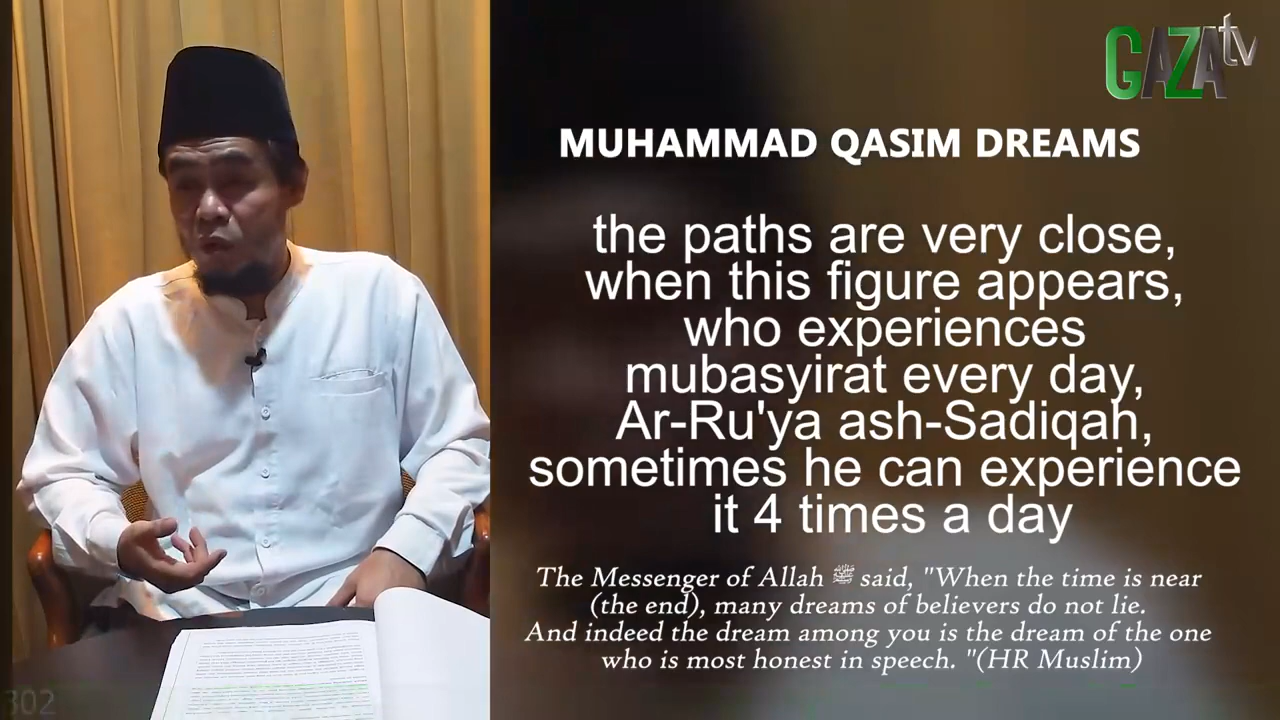 GAZA tv
MUHAMMAD QASIM DREAMS
the paths are very close,
when this figure appears,
who experiences
mubasyirat every day,
Ar-Ru'ya ash-Sadiqah,
sometimes he can experience
it 4 times a day
The Messenger of Allah ﷺ said, "When the time is near
(the end), many dreams of believers do not lie.
And indeed the dream among you is the dream of the one
who is most honest in speech. "(HR Muslim)
302